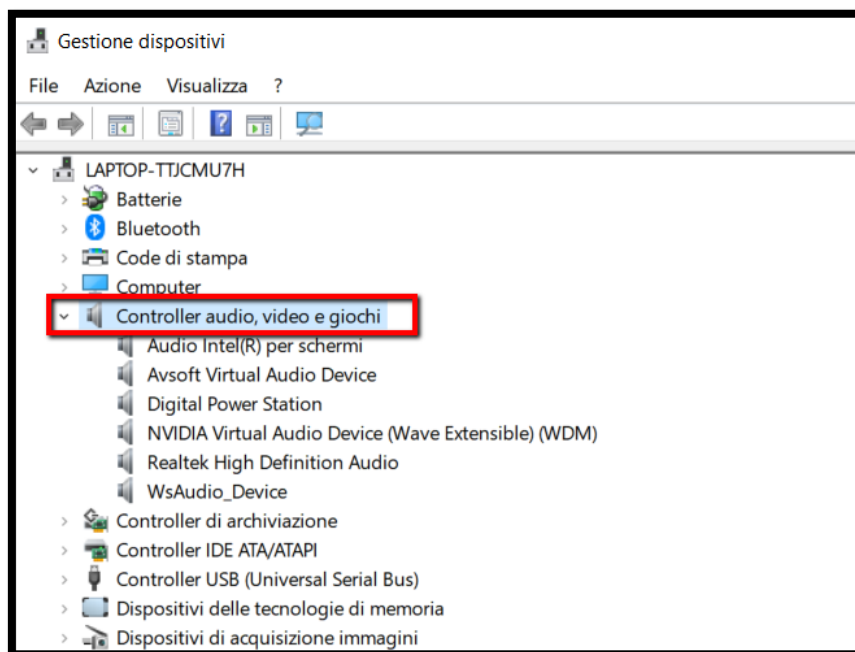 Gestione dispositivi
File Azione Visualizza ?
LAPTOP-TTJCMU7H
Batterie
Bluetooth
Code di stampa
Computer
Controller audio, video e giochi
Audio Intel(R) per schermi
Avsoft Virtual Audio Device
Digital Power Station
NVIDIA Virtual Audio Device (Wave Extensible) (WDM)
Realtek High Definition Audio
WsAudio_Device
Controller di archiviazione
Controller IDE ATA/ATAPI
Controller USB (Universal Serial Bus)
Dispositivi delle tecnologie di memoria
Dispositivi di acquisizione immagini